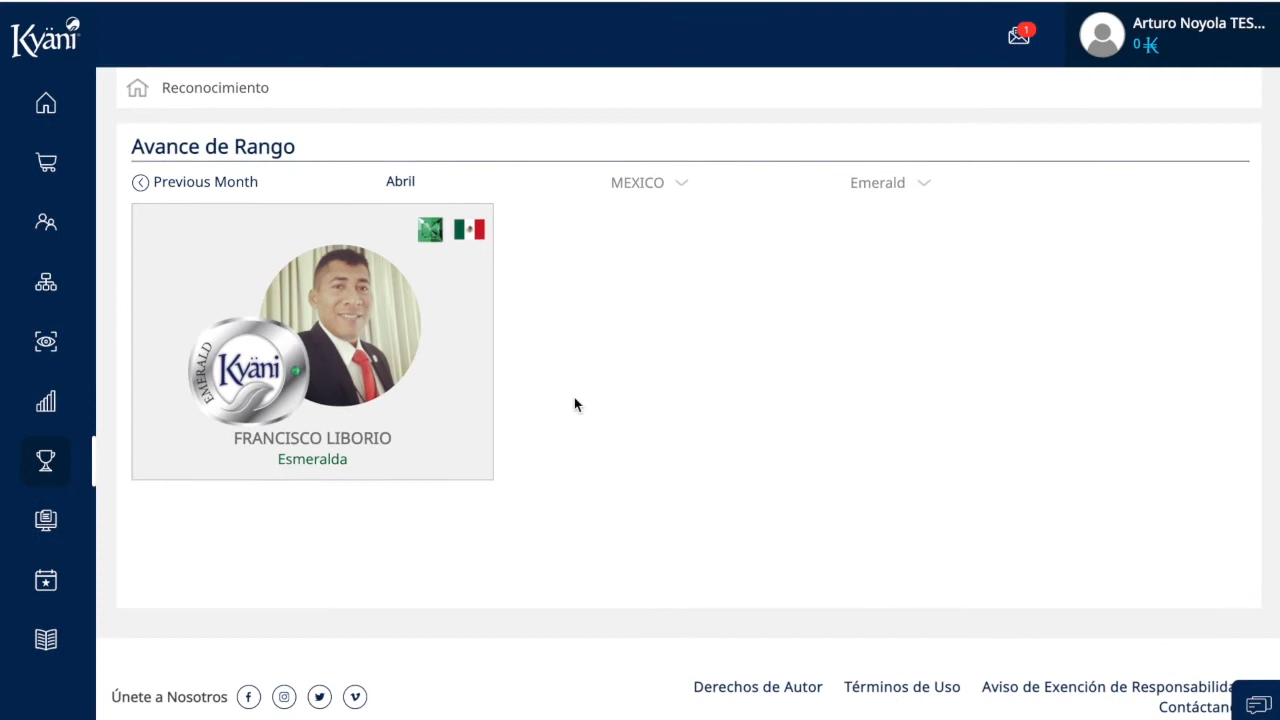 Kyäni
1
Arturo Noyola TES...
0
Reconocimiento
Avance de Rango
Previous Month
Abril
MEXICO
Emerald
EMERALD
Kyäni
FRANCISCO LIBORIO
Esmeralda
Únete a Nosotros
Derechos de Autor
Términos de Uso
Aviso de Exención de Responsabilida
Contáctan